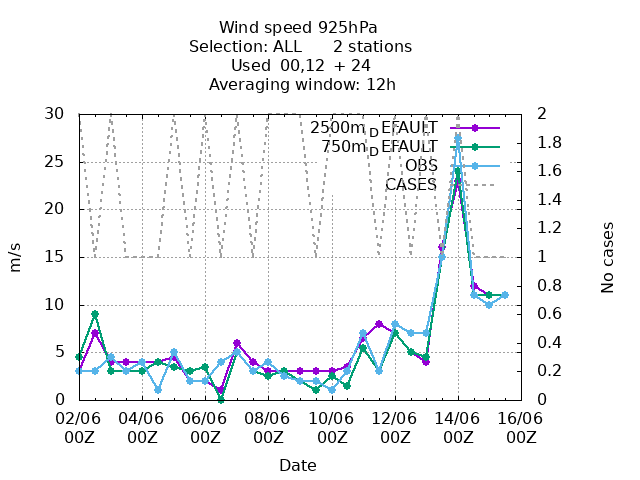 Wind speed 925hPa
Selection: ALL 2 stations
Used 00,12 + 24
Averaging window: 12h
30 25 20 15 10 5 0
m/s
2500m_DEFAULT
750m_DEFAULT
OBS
CASES
2 1.8 1.6 1.4 1.2 1 0.8 0.6 0.4 0.2 0
No cases
02/06 04/06 06/06 08/06 10/06 12/06 14/06 16/06
00Z 00Z 00Z 00Z 00Z 00Z 00Z 00Z
Date